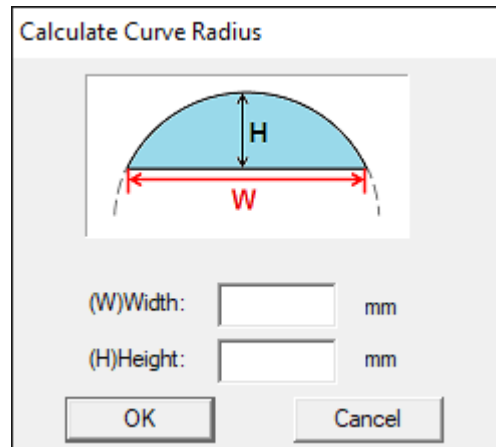 Calculate Curve Radius
H
W
(W)Width: mm
(H)Height: mm
OK Cancel